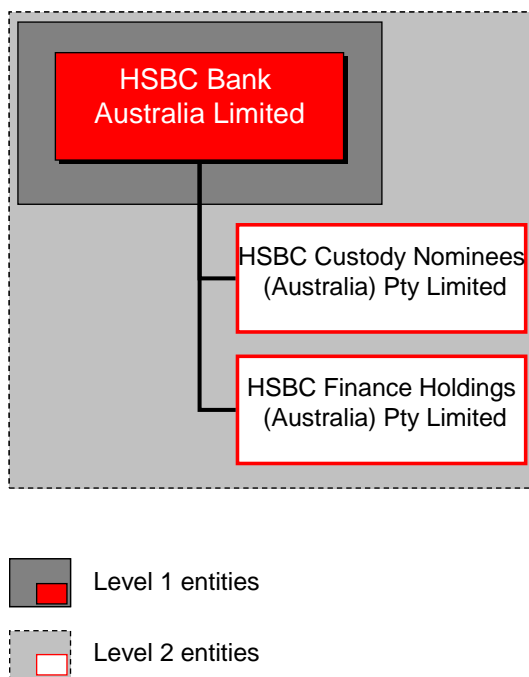 HSBC Bank
Australia Limited
HSBC Custody Nominees
(Australia) Pty Limited
HSBC Finance Holdings
(Australia) Pty Limited
Level 1 entities
Level 2 entities